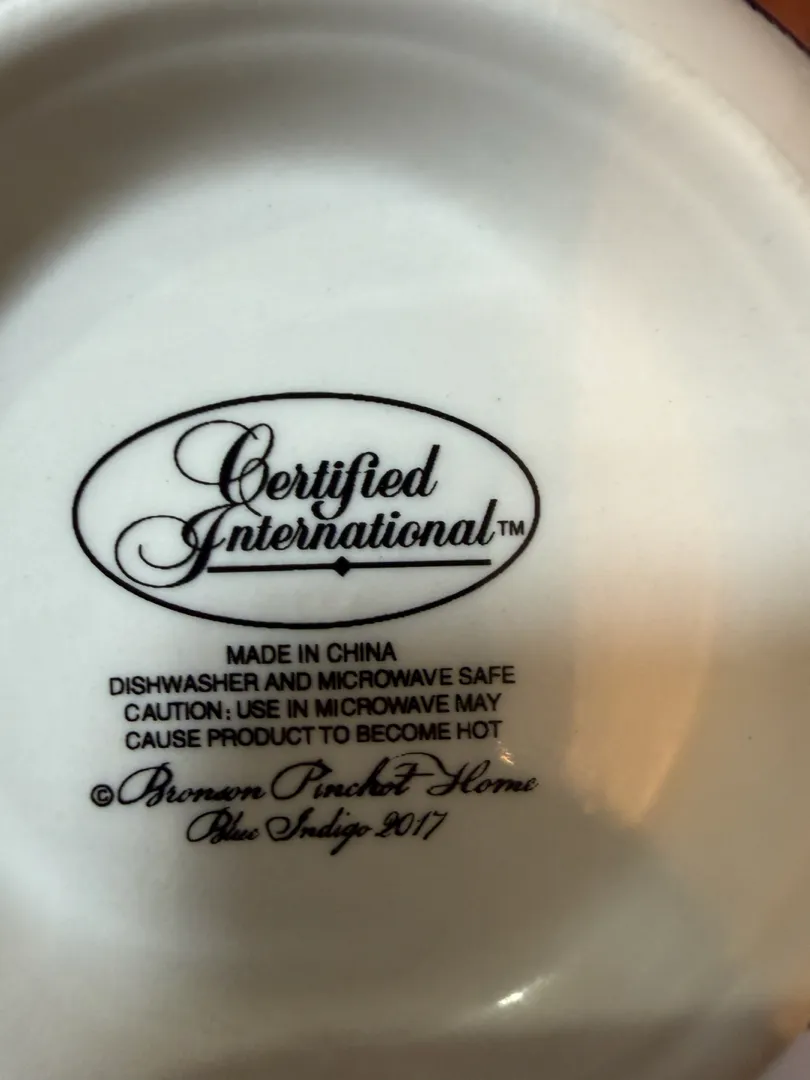 Certified
International™
MADE IN CHINA
DISHWASHER AND MICROWAVE SAFE
CAUTION: USE IN MICROWAVE MAY
CAUSE PRODUCT TO BECOME HOT
© Bronson Pinchot Home
Blue Indigo 2017